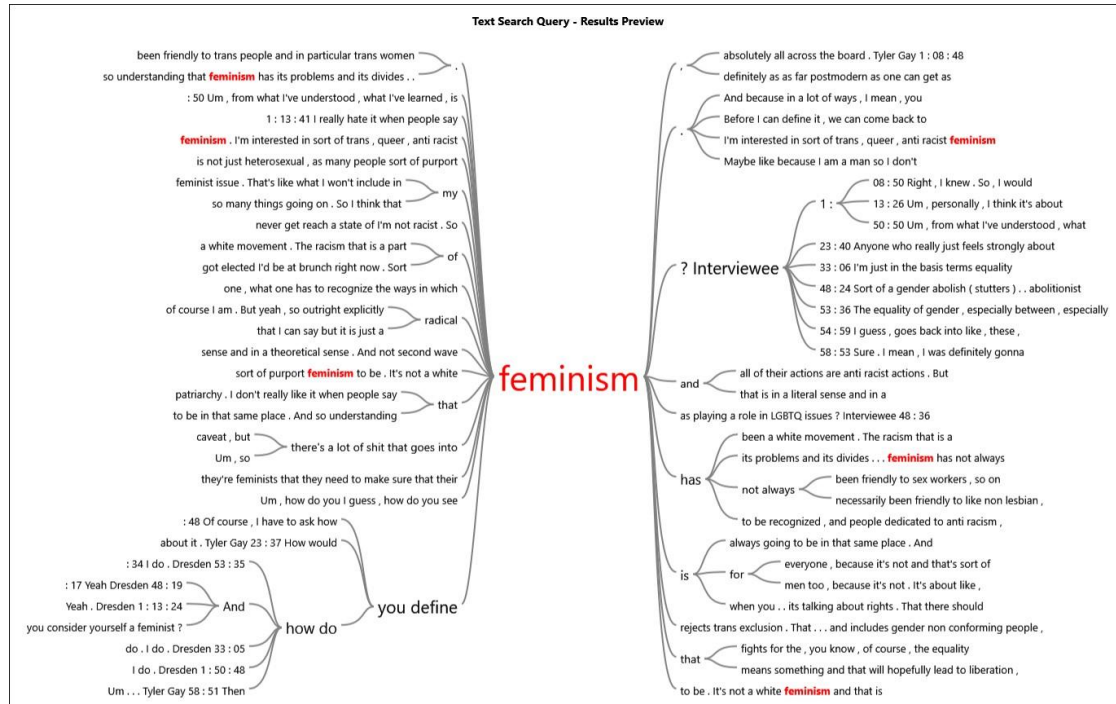 Text Search Query - Results Preview
been friendly to trans people and in particular trans women
so understanding that feminism has its problems and its divides . .
.
: 50 Um , from what I've understood , what I've learned , is
1 : 13 : 41 I really hate it when people say
feminism . I'm interested in sort of trans , queer , anti racist
is not just heterosexual , as many people sort of purport
feminist issue . That's like what I won't include in
so many things going on . So I think that
my
never get reach a state of I'm not racist . So
a white movement . The racism that is a part
got elected I'd be at brunch right now . Sort
of
one , what one has to recognize the ways in which
of course I am . But yeah , so outright explicitly
that I can say but it is just a
radical
sense and in a theoretical sense . And not second wave
sort of purport feminism to be . It's not a white
patriarchy . I don't really like it when people say
to be in that same place . And so understanding
that
caveat , but
Um , so
there's a lot of shit that goes into
they're feminists that they need to make sure that their
Um , how do you I guess , how do you see
: 48 Of course , I have to ask how
about it . Tyler Gay 23 : 37 How would
: 34 I do . Dresden 53 : 35
: 17 Yeah Dresden 48 : 19
Yeah . Dresden 1 : 13 : 24
you consider yourself a feminist ?
And
do . I do . Dresden 33 : 05
I do . Dresden 1 : 50 : 48
Um . . . Tyler Gay 58 : 51 Then
how do
you define
feminism
,
absolutely all across the board . Tyler Gay 1 : 08 : 48
definitely as as far postmodern as one can get as
.
And because in a lot of ways , I mean , you
Before I can define it , we can come back to
I'm interested in sort of trans , queer , anti racist feminism
Maybe like because I am a man so I don't
? Interviewee
1 :
08 : 50 Right , I knew . So , I would
13 : 26 Um , personally , I think it's about
50 : 50 Um , from what I've understood , what
23 : 40 Anyone who really just feels strongly about
33 : 06 I'm just in the basis terms equality
48 : 24 Sort of a gender abolish ( stutters ) . . abolitionist
53 : 36 The equality of gender , especially between , especially
54 : 59 I guess , goes back into like , these ,
58 : 53 Sure . I mean , I was definitely gonna
and
all of their actions are anti racist actions . But
that is in a literal sense and in a
as playing a role in LGBTQ issues ? Interviewee 48 : 36
has
been a white movement . The racism that is a
its problems and its divides . . . feminism has not always
not always
been friendly to sex workers , so on
necessarily been friendly to like non lesbian ,
to be recognized , and people dedicated to anti racism ,
is
always going to be in that same place . And
for
everyone , because it's not and that's sort of
men too , because it's not . It's about like ,
when you . . its talking about rights . That there should
rejects trans exclusion . That . . . and includes gender non conforming people ,
that
fights for the , you know , of course , the equality
means something and that will hopefully lead to liberation ,
to be . It's not a white feminism and that is